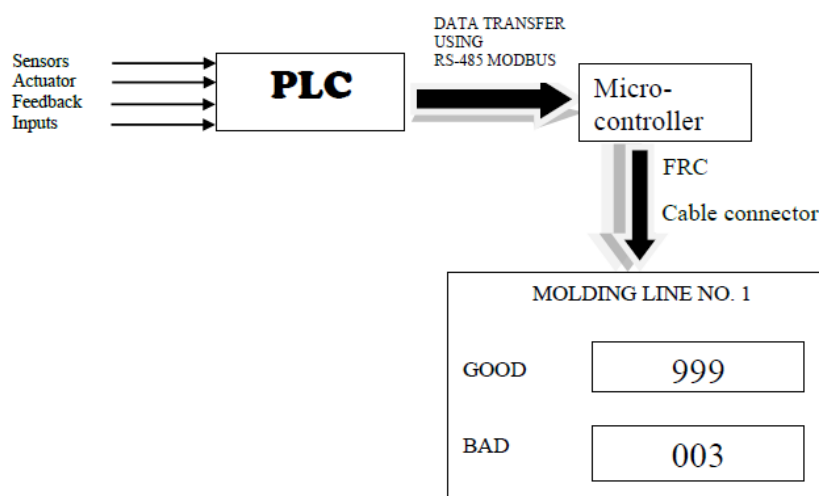 Sensors
Actuator
Feedback
Inputs
PLC
DATA TRANSFER
USING
RS-485 MODBUS
Micro-
controller
FRC
Cable connector
MOLDING LINE NO. 1
GOOD
999
BAD
003